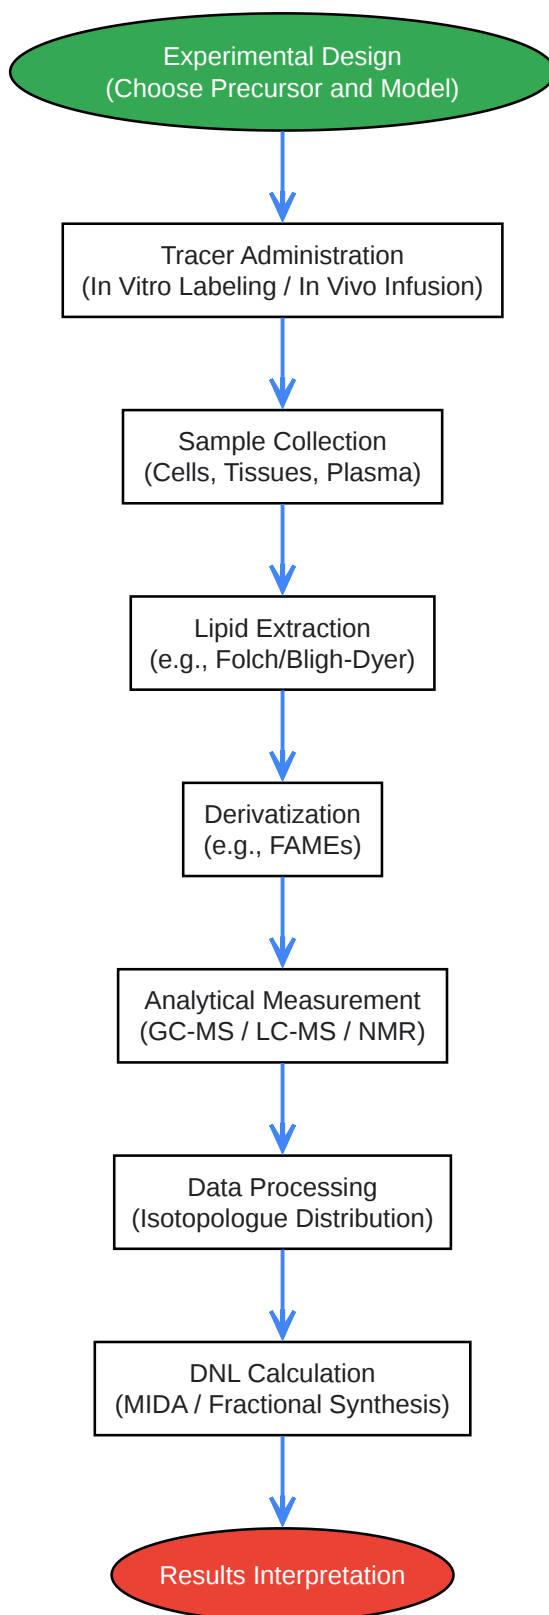 Experimental Design
(Choose Precursor and Model)
Tracer Administration
(In Vitro Labeling / In Vivo Infusion)
Sample Collection
(Cells, Tissues, Plasma)
Lipid Extraction
(e.g., Folch/Bligh-Dyer)
Derivatization
(e.g., FAMEs)
Analytical Measurement
(GC-MS / LC-MS / NMR)
Data Processing
(Isotopologue Distribution)
DNL Calculation
(MIDA / Fractional Synthesis)
Results Interpretation